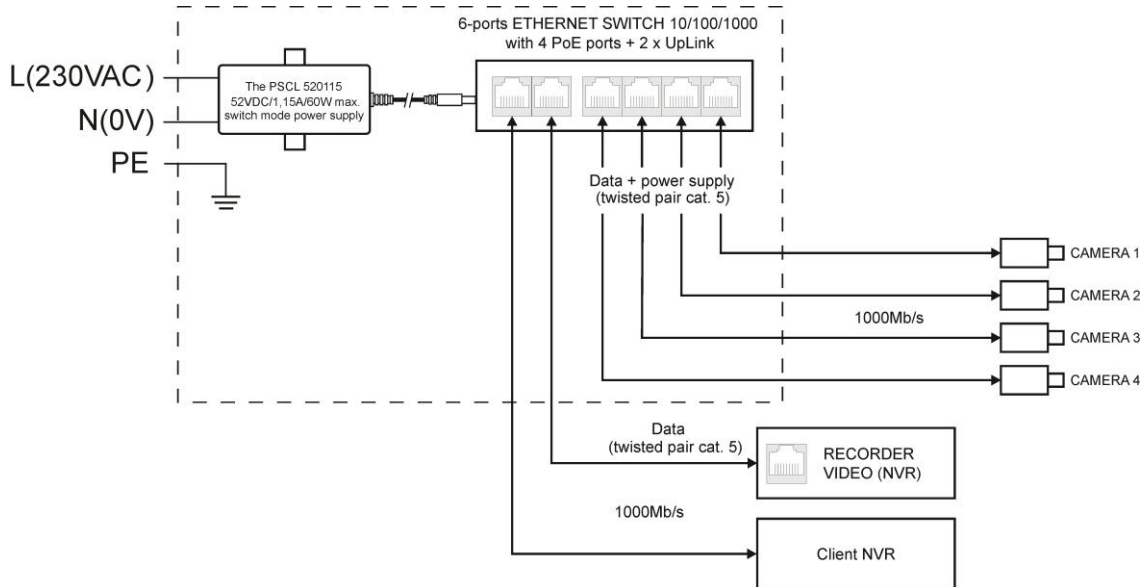 6-ports ETHERNET SWITCH 10/100/1000
with 4 PoE ports + 2 x UpLink
L(230VAC)
N(0V)
PE
The PSCL 520115
52VDC/1,15A/60W max.
switch mode power supply
Data + power supply
(twisted pair cat. 5)
CAMERA 1
CAMERA 2
1000Mb/s
CAMERA 3
CAMERA 4
Data
(twisted pair cat. 5)
RECORDER
VIDEO (NVR)
1000Mb/s
Client NVR